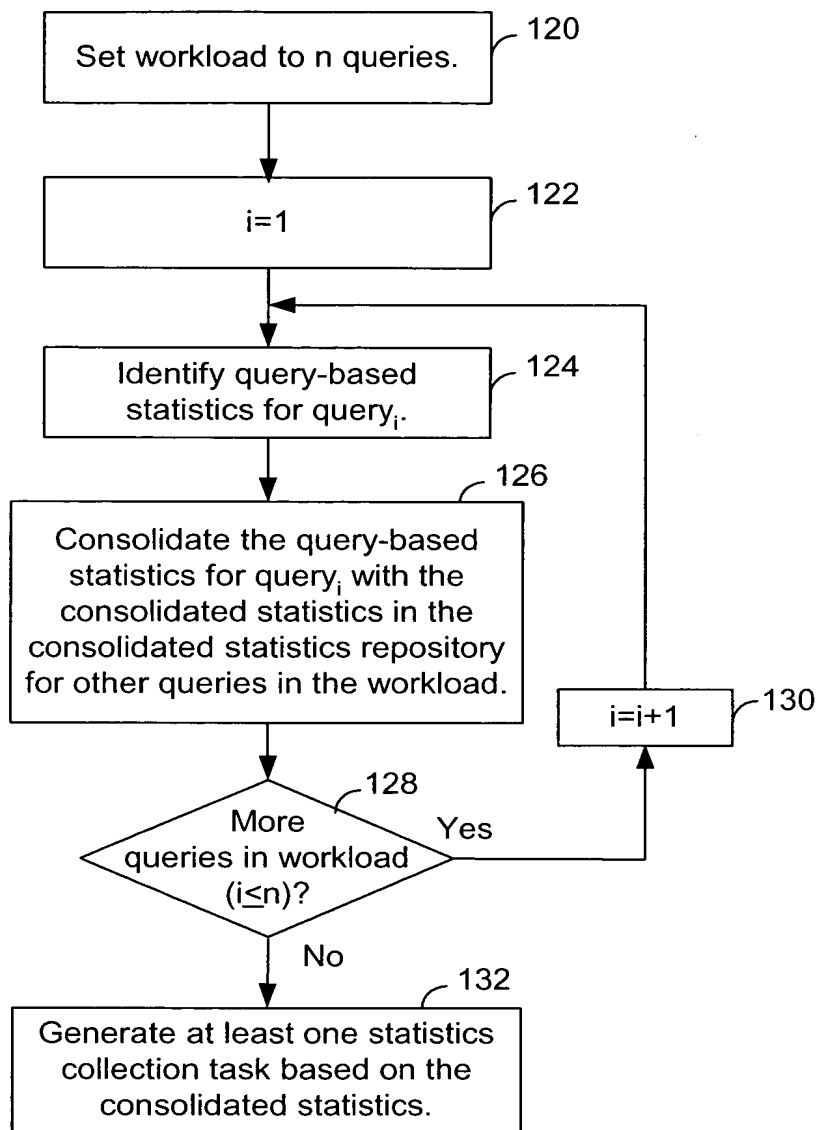 Set workload to n queries.
120
i=1
122
Identify query-based
statistics for queryᵢ.
124
126
Consolidate the query-based
statistics for queryᵢ with the
consolidated statistics in the
consolidated statistics repository
for other queries in the workload.
i=i+1
130
128
More
queries in workload
(i≤n)?
Yes
No
132
Generate at least one statistics
collection task based on the
consolidated statistics.